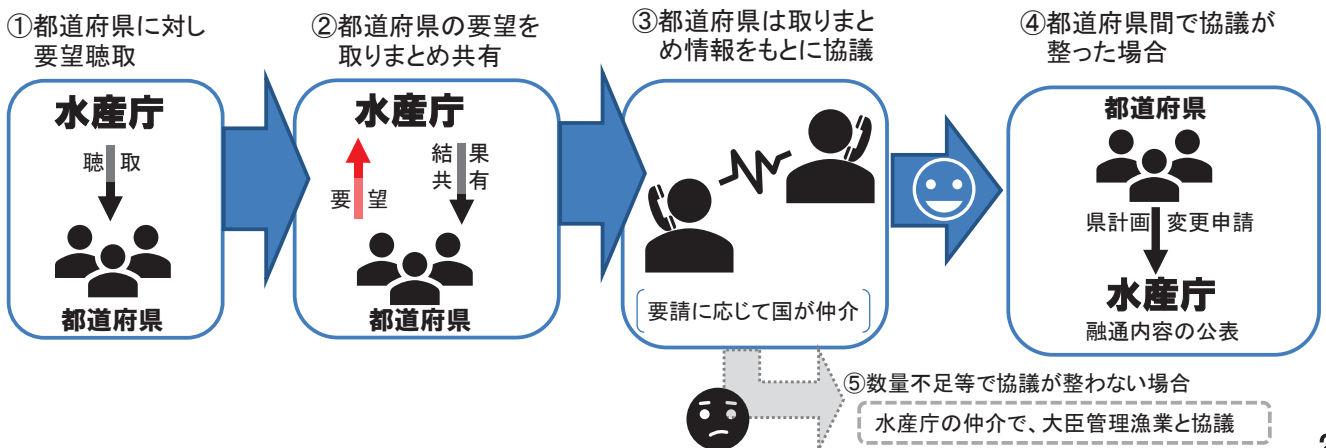 ①都道府県に対し
要望聴取
水産庁
聴 取
都道府県
②都道府県の要望を
取りまとめ共有
水産庁
要 望
結 果
共 有
都道府県
③都道府県は取りまと
め情報をもとに協議
要請に応じて国が仲介
④都道府県間で協議が
整った場合
都道府県
県計画 変更申請
水産庁
融通内容の公表
⑤数量不足等で協議が整わない場合
水産庁の仲介で、大臣管理漁業と協議